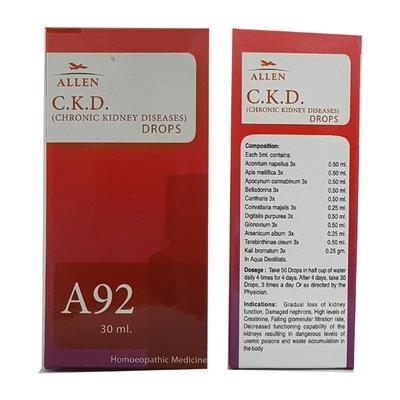 ALLEN
C.K.D.
(CHRONIC KIDNEY DISEASES)
DROPS
A92
30 ml.
Homoeopathic Medicine
ALLEN
C.K.D.
(CHRONIC KIDNEY DISEASES)
DROPS
Composition:
Each 5ml. contains:
Aconitum napellus 3x 0.50 ml.
Apis mellifica 3x 0.50 ml.
Apocynum cannabinum 3x 0.50 ml.
Belladonna 3x 0.50 ml.
Cantharis 3x 0.50 ml.
Convallaria majalis 3x 0.25 ml.
Digitalis purpurea 3x 0.50 ml.
Glononum 3x 0.50 ml.
Arsenicum album 3x 0.25 ml.
Terebinthinae oleum 3x 0.50 ml.
Kali bromatum 3x 0.25 gm.
In Aqua Destillata.
Dosage : Take 50 Drops in half cup of water
daily 4 times for 4 days. After 4 days, take 30
Drops, 3 times a day Or as directed by the
Physician.
Indications: Gradual loss of kidney
function, Damaged nephrons, High levels of
Creatinine, Falling glomerular filtration rate,
Decreased functioning capability of the
kidneys resulting in dangerous levels of
uremic poisons and waste accumulation in
the body